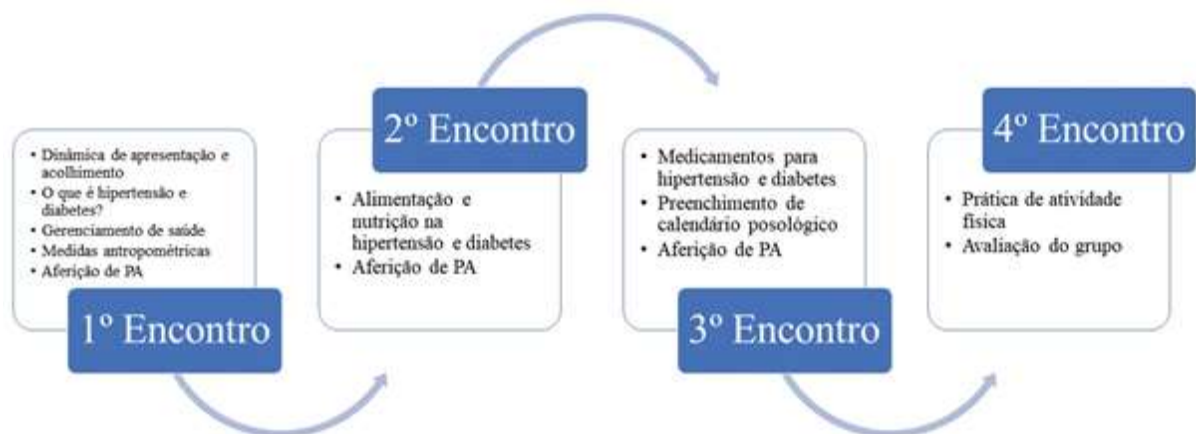 • Dinâmica de apresentação e
acolhimento
• O que é hipertensão e
diabetes?
• Gerenciamento de saúde
• Medidas antropométricas
• Aferição de PA
1º Encontro
2º Encontro
• Alimentação e
nutrição na
hipertensão e diabetes
• Aferição de PA
• Medicamentos para
hipertensão e diabetes
• Preenchimento de
calendário posológico
• Aferição de PA
3º Encontro
4º Encontro
• Prática de atividade
física
• Avaliação do grupo